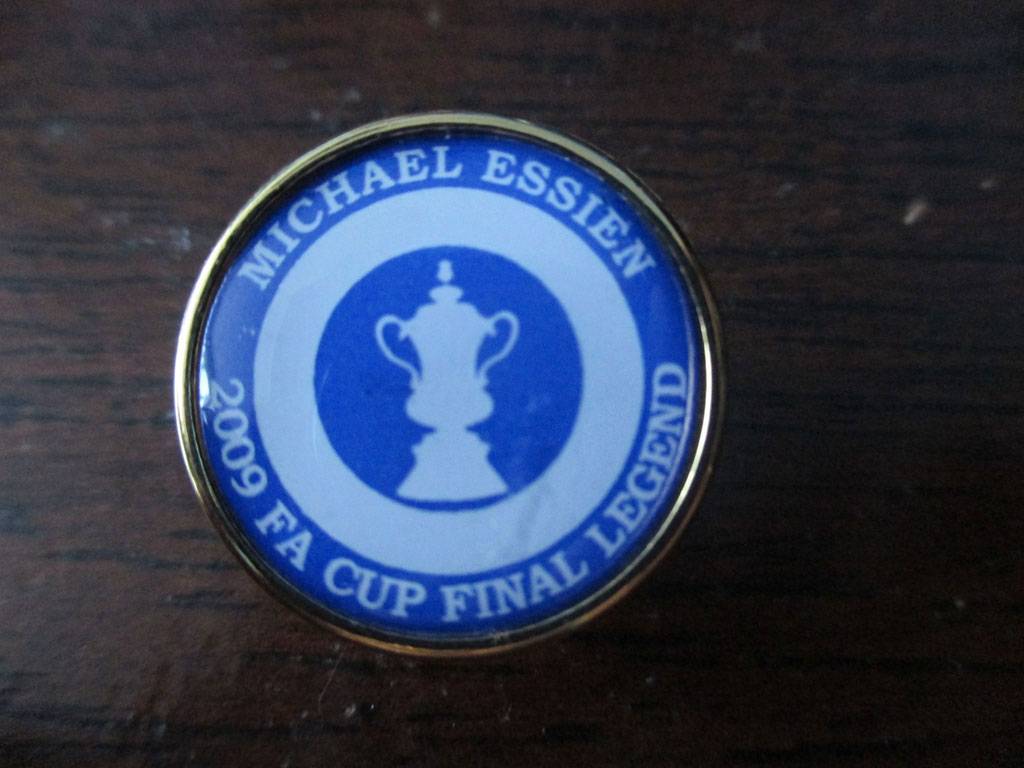 MICHAEL ESSIEN
2009 FA CUP FINAL LEGEND